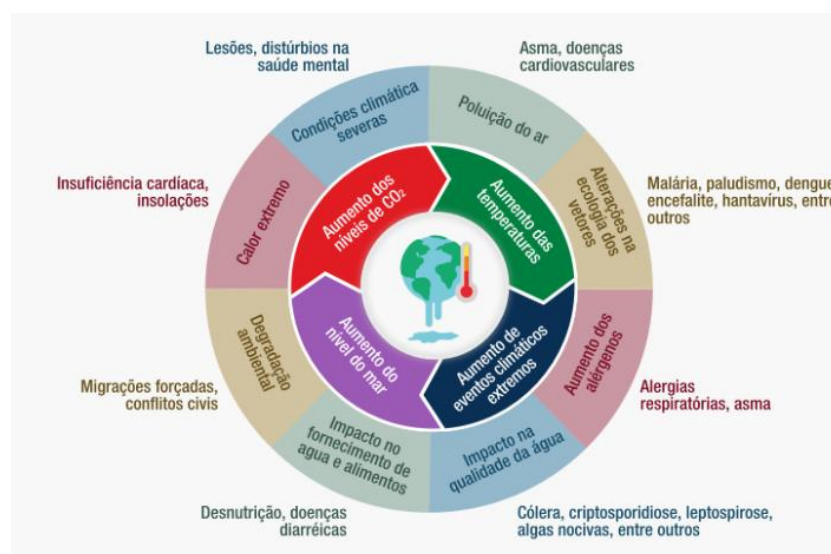 Lesões, distúrbios na
saúde mental
Asma, doenças
cardiovasculares
Condições climática
severas
Poluição do ar
Insuficiência cardíaca,
insolações
Calor extremo
Aumento dos
níveis de CO₂
Aumento das
temperaturas
Alterações na
ecologia dos
vetores
Malária, paludismo, dengue
encefalite, hantavírus, entre
outros
Degradação
ambiental
Aumento do
nível do mar
Aumento de
eventos climáticos
extremos
Aumento dos
alérgenos
Migrações forçadas,
conflitos civis
Alergias
respiratórias, asma
Impacto no
fornecimento de
agua e alimentos
Impacto na
qualidade da água
Desnutrição, doenças
diarréicas
Cólera, criptosporidiose, leptospirose,
algas nocivas, entre outros